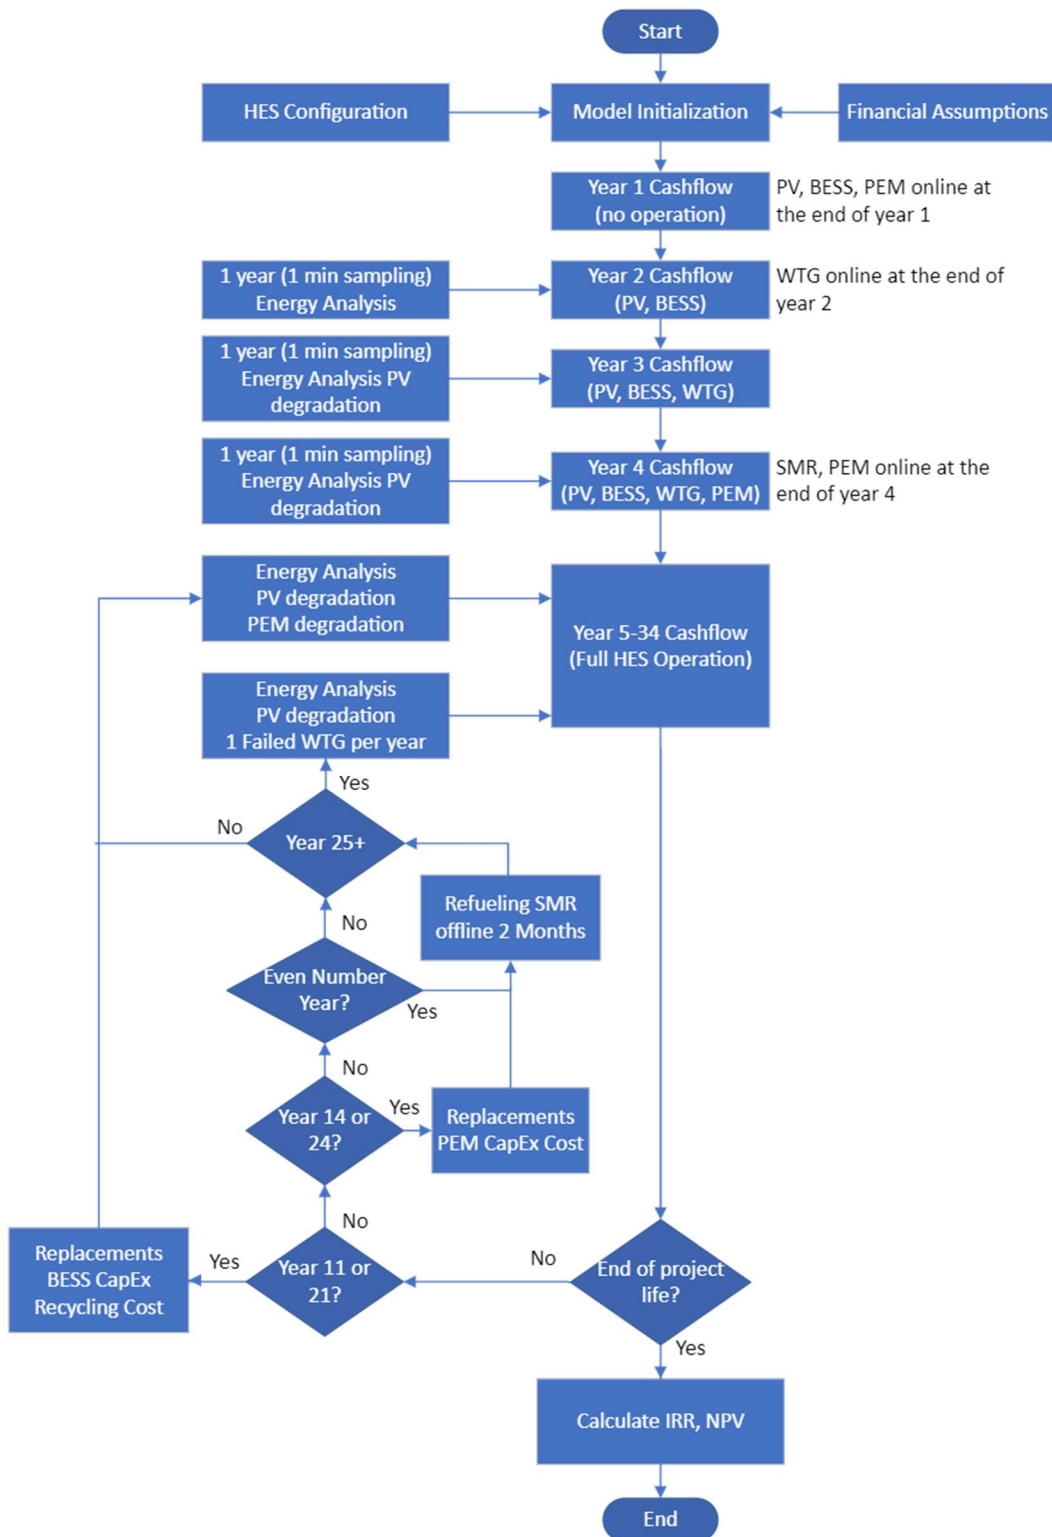 Start
HES Configuration
Model Initialization
Financial Assumptions
Year 1 Cashflow
(no operation)
PV, BESS, PEM online at
the end of year 1
1 year (1 min sampling)
Energy Analysis
Year 2 Cashflow
(PV, BESS)
WTG online at the end of
year 2
1 year (1 min sampling)
Energy Analysis PV
degradation
Year 3 Cashflow
(PV, BESS, WTG)
1 year (1 min sampling)
Energy Analysis PV
degradation
Year 4 Cashflow
(PV, BESS, WTG, PEM)
SMR, PEM online at the
end of year 4
Energy Analysis
PV degradation
PEM degradation
Year 5-34 Cashflow
(Full HES Operation)
Energy Analysis
PV degradation
1 Failed WTG per year
Yes
No
Year 25+
Refueling SMR
offline 2 Months
No
Even Number
Year?
Yes
No
Year 14 or
24?
Yes
Replacements
PEM CapEx Cost
No
Replacements
BESS CapEx
Recycling Cost
Yes
Year 11 or
21?
No
End of project
life?
Yes
Calculate IRR, NPV
End